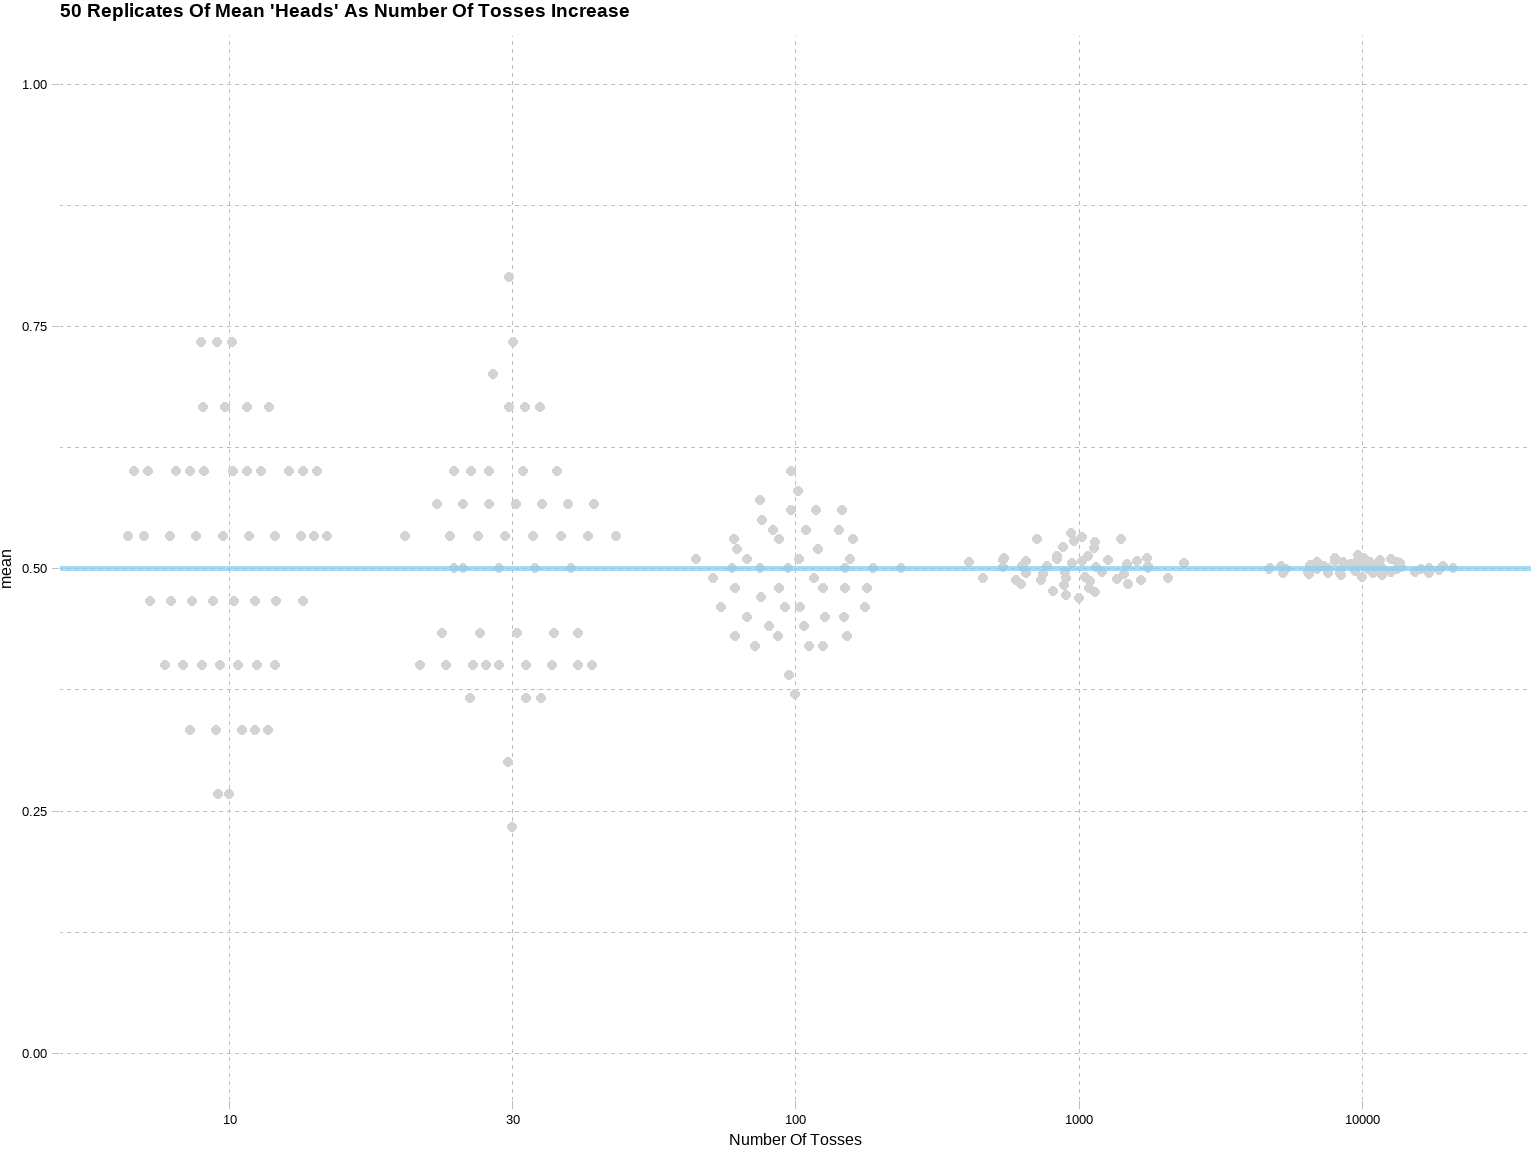 50 Replicates Of Mean 'Heads' As Number Of Tosses Increase
1.00
0.75
0.50
0.25
0.00
mean
10 30 100 1000 10000
Number Of Tosses